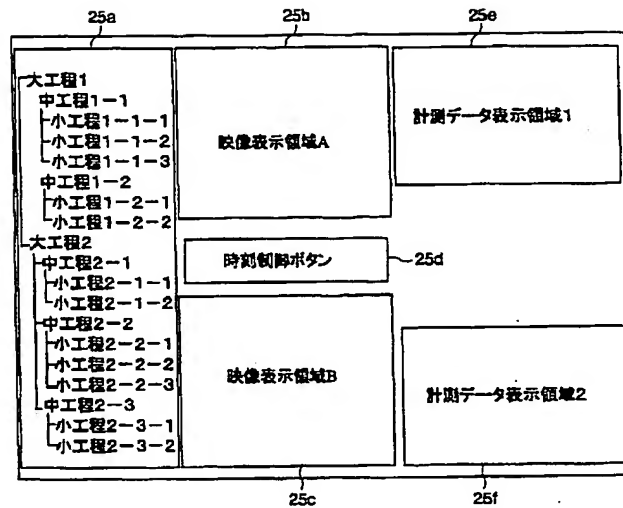 25a
25b
25e
大工程1
中工程1-1
小工程1-1-1
小工程1-1-2
小工程1-1-3
中工程1-2
小工程1-2-1
小工程1-2-2
大工程2
中工程2-1
小工程2-1-1
小工程2-1-2
中工程2-2
小工程2-2-1
小工程2-2-2
小工程2-2-3
中工程2-3
小工程2-3-1
小工程2-3-2
映像表示領域A
時刻制御ボタン
25d
映像表示領域B
計測データ表示領域1
計測データ表示領域2
25c
25f